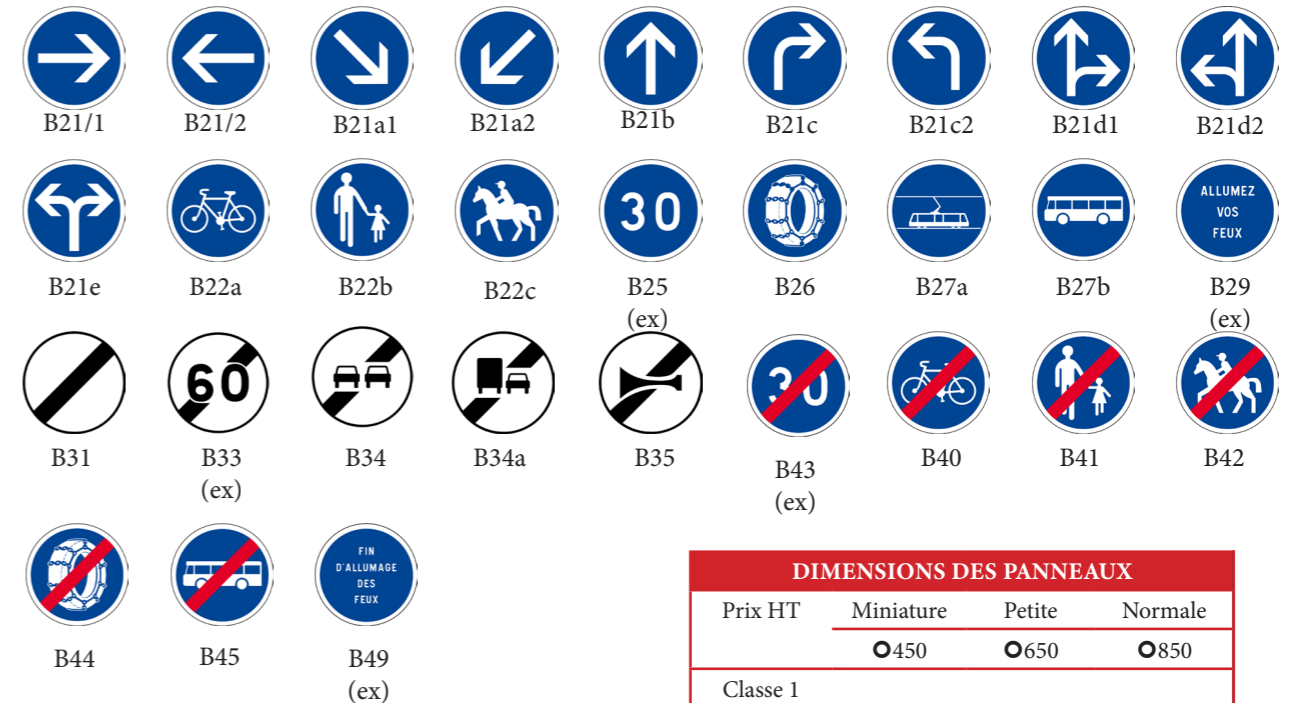 B21/1 B21/2 B21a1 B21a2 B21b B21c B21c2 B21d1 B21d2
30
ALLUMEZ
VOS
FEUX
B21e B22a B22b B22c B25 B26 B27a B27b B29
(ex) (ex)
60
30
B31 B33 B34 B34a B35 B43 B40 B41 B42
(ex) (ex)
FIN
D'ALLUMAGE
DES
FEUX
B44 B45 B49
(ex)
DIMENSIONS DES PANNEAUX
Prix HT Miniature Petite Normale
450 650 850
Classe 1